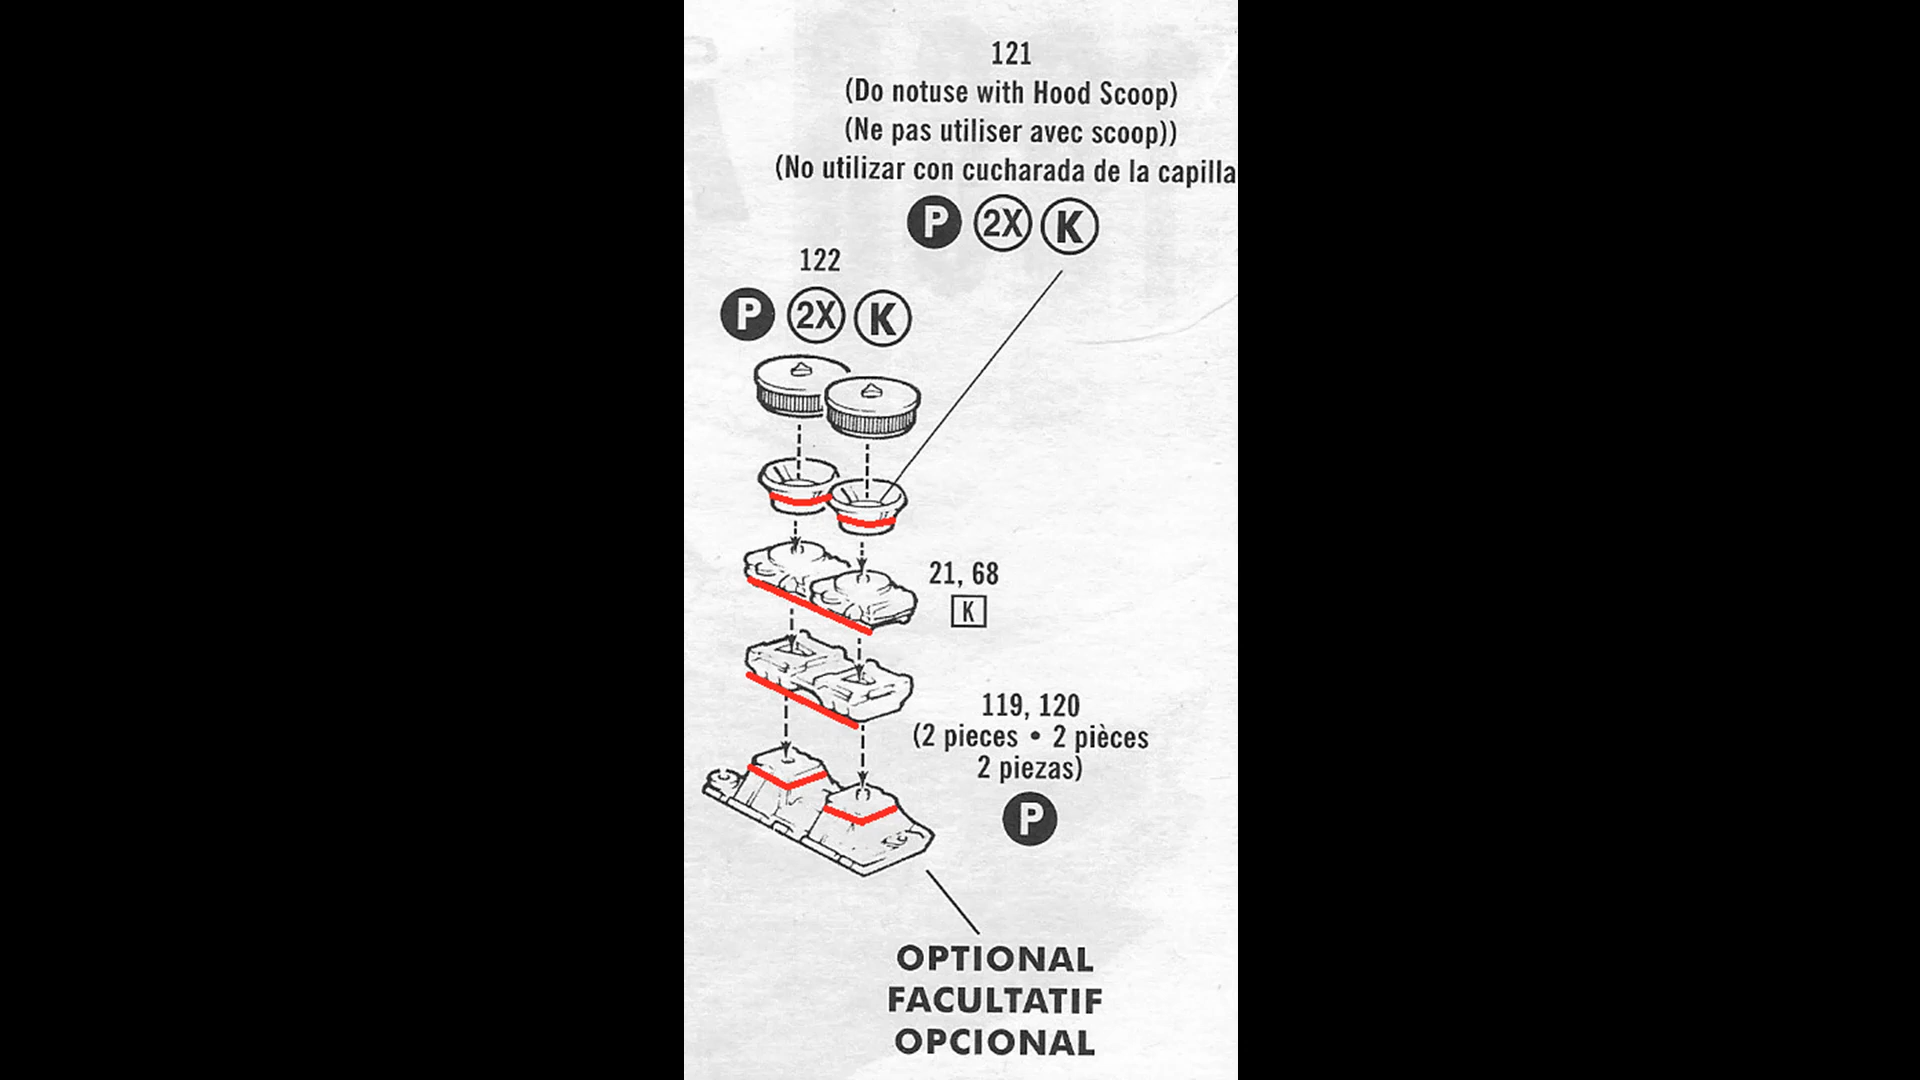 121
(Do notuse with Hood Scoop)
(Ne pas utiliser avec scoop))
(No utilizar con cucharada de la capilla
P 2X K
122
P 2X K
21, 68
K
119, 120
(2 pieces • 2 pièces
2 piezas)
P
OPTIONAL
FACULTATIF
OPCIONAL